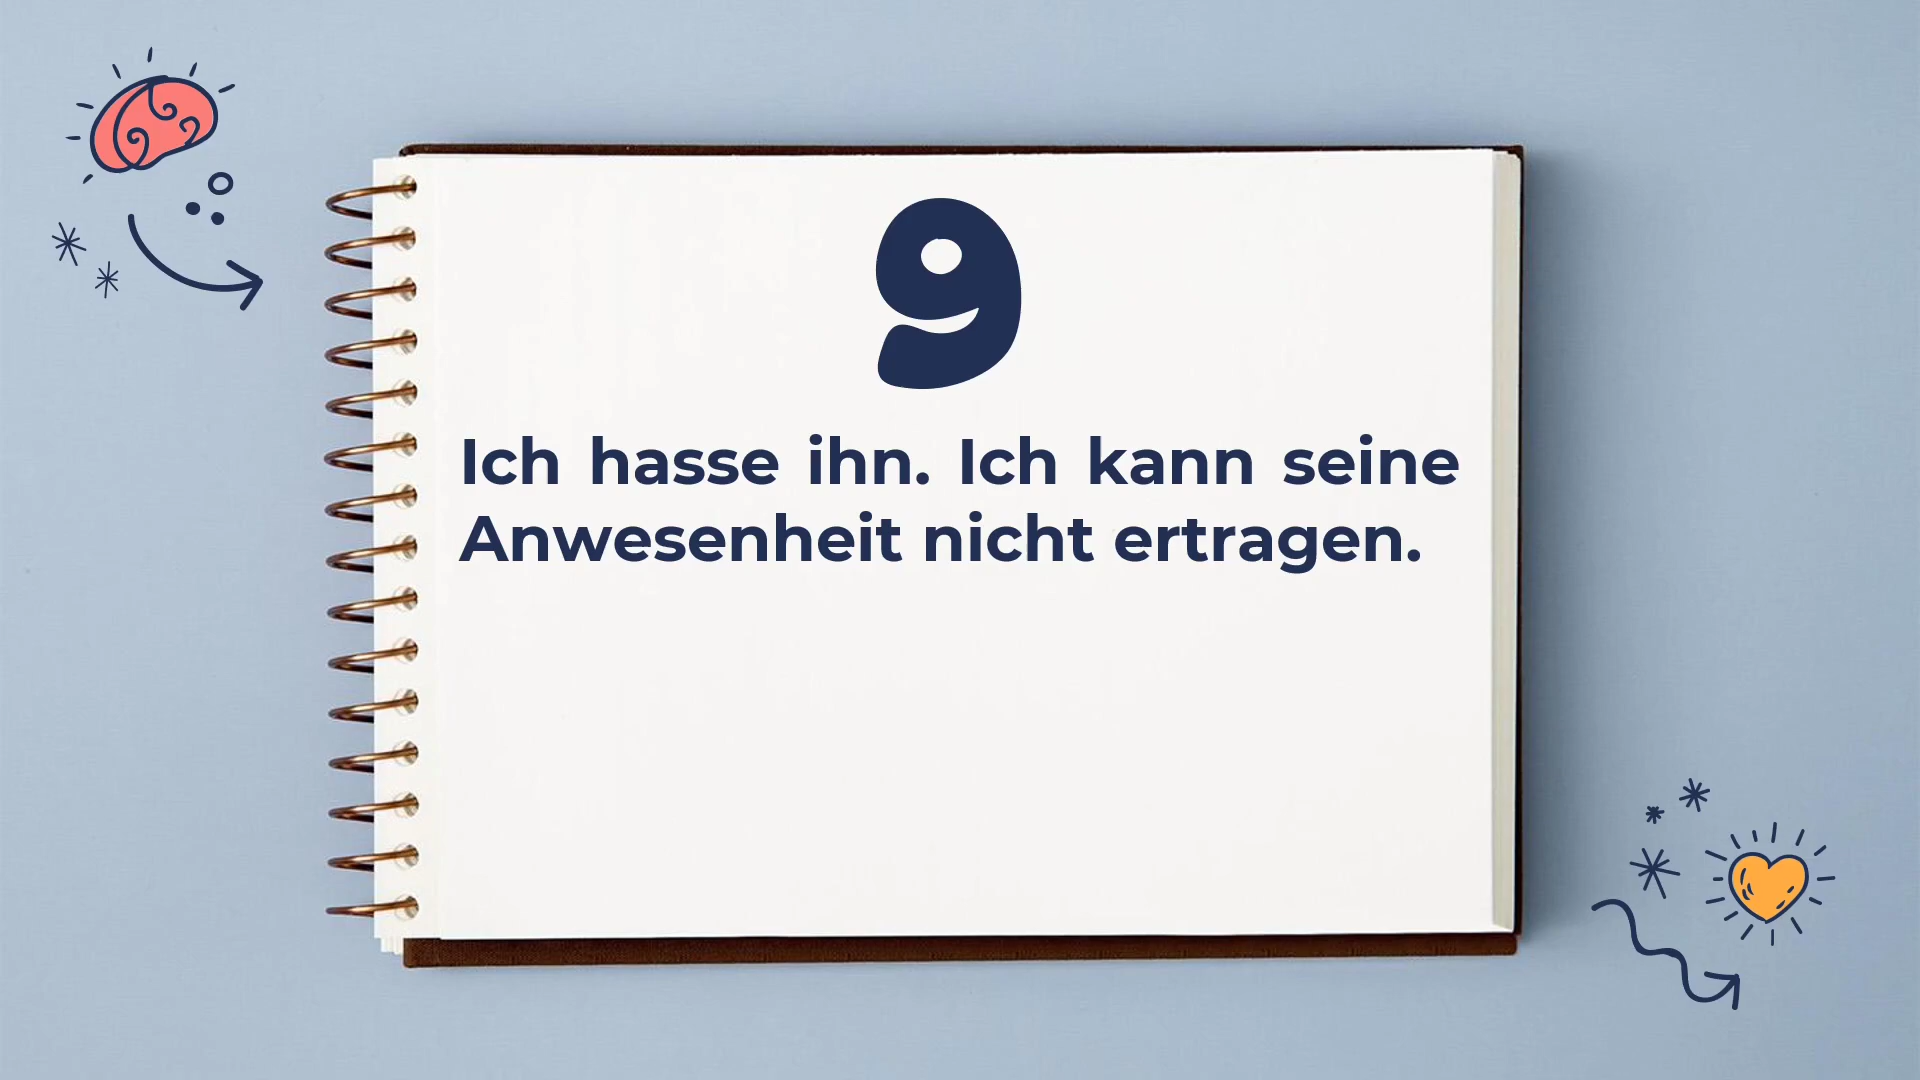 9
Ich hasse ihn. Ich kann seine
Anwesenheit nicht ertragen.